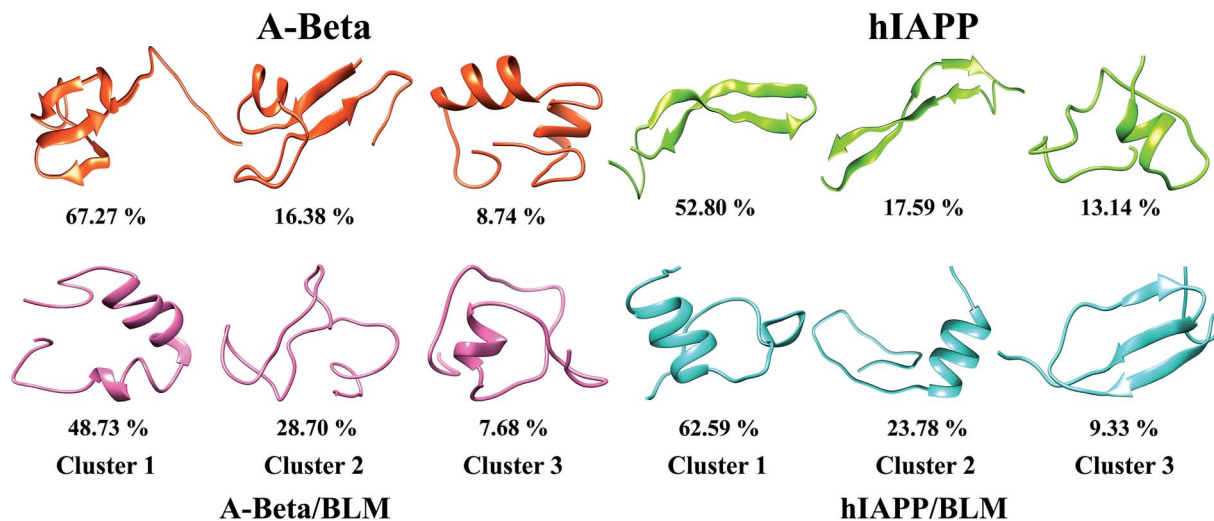 A-Beta hIAPP
67.27 % 16.38 % 8.74 % 52.80 % 17.59 % 13.14 %
48.73 % 28.70 % 7.68 % 62.59 % 23.78 % 9.33 %
Cluster 1 Cluster 2 Cluster 3 Cluster 1 Cluster 2 Cluster 3
A-Beta/BLM hIAPP/BLM